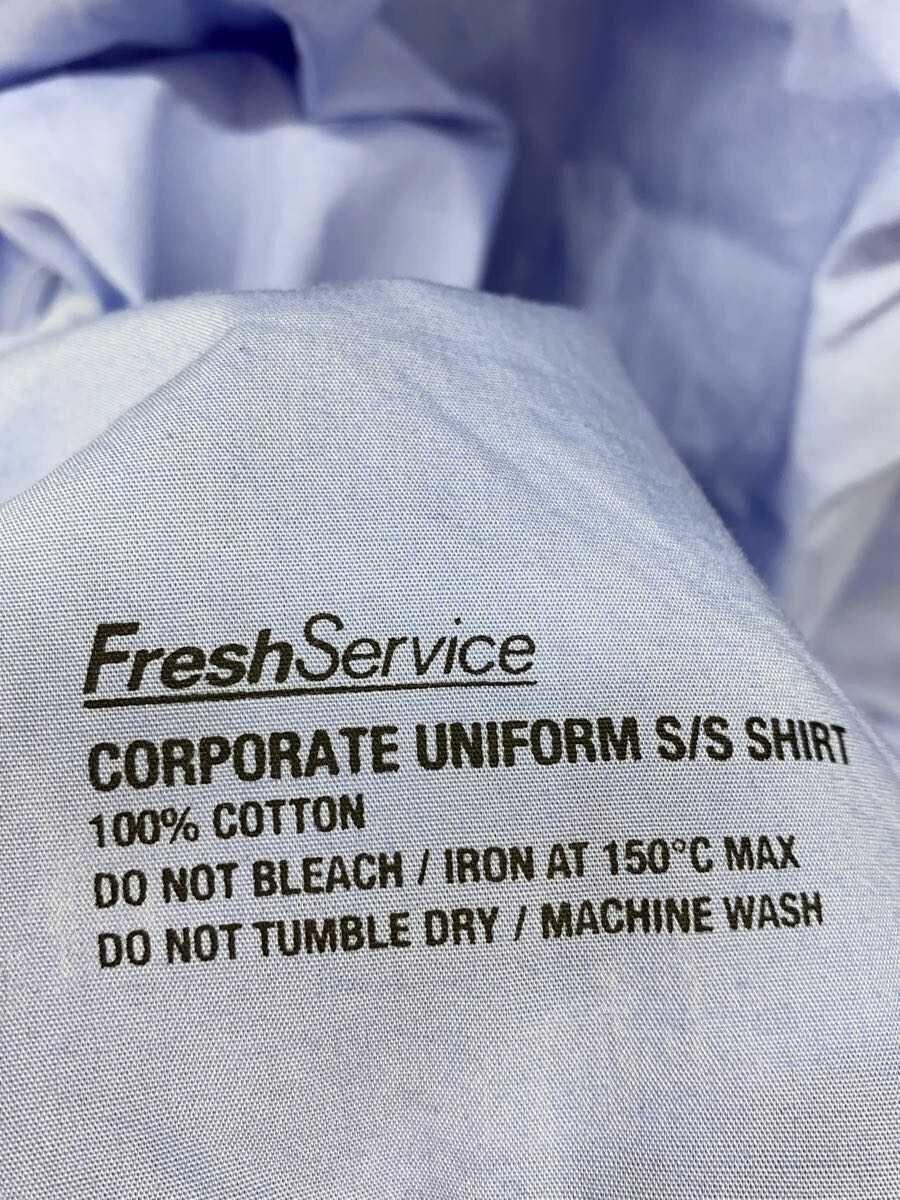 FreshService
CORPORATE UNIFORM S/S SHIRT
100% COTTON
DO NOT BLEACH / IRON AT 150°C MAX
DO NOT TUMBLE DRY / MACHINE WASH